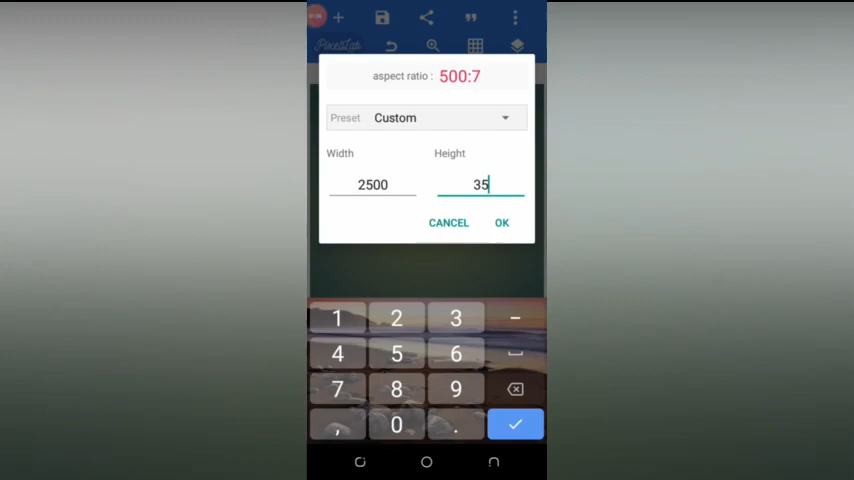 PixelLab
aspect ratio : 500:7
Preset Custom
Width Height
2500 35
CANCEL OK
1 2 3 -
4 5 6
7 8 9
, 0 .